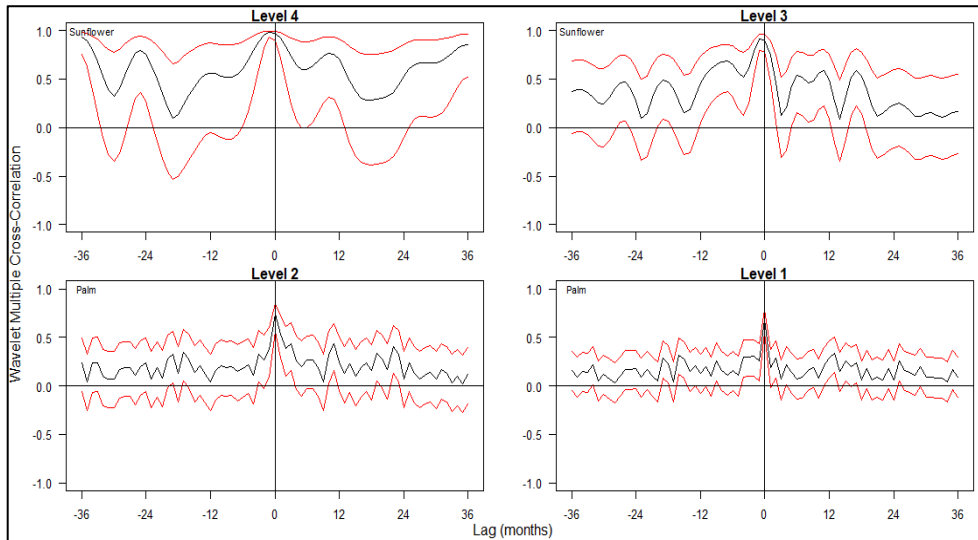 Level 4
Level 3
Sunflower
Sunflower
1.0
0.5
0.0
-0.5
-1.0
-36 -24 -12 0 12 24 36
1.0
0.5
0.0
-0.5
-1.0
-36 -24 -12 0 12 24 36
Level 2
Level 1
Palm
Palm
1.0
0.5
0.0
-0.5
-1.0
-36 -24 -12 0 12 24 36
1.0
0.5
0.0
-0.5
-1.0
-36 -24 -12 0 12 24 36
Wavelet Multiple Cross-Correlation
Lag (months)